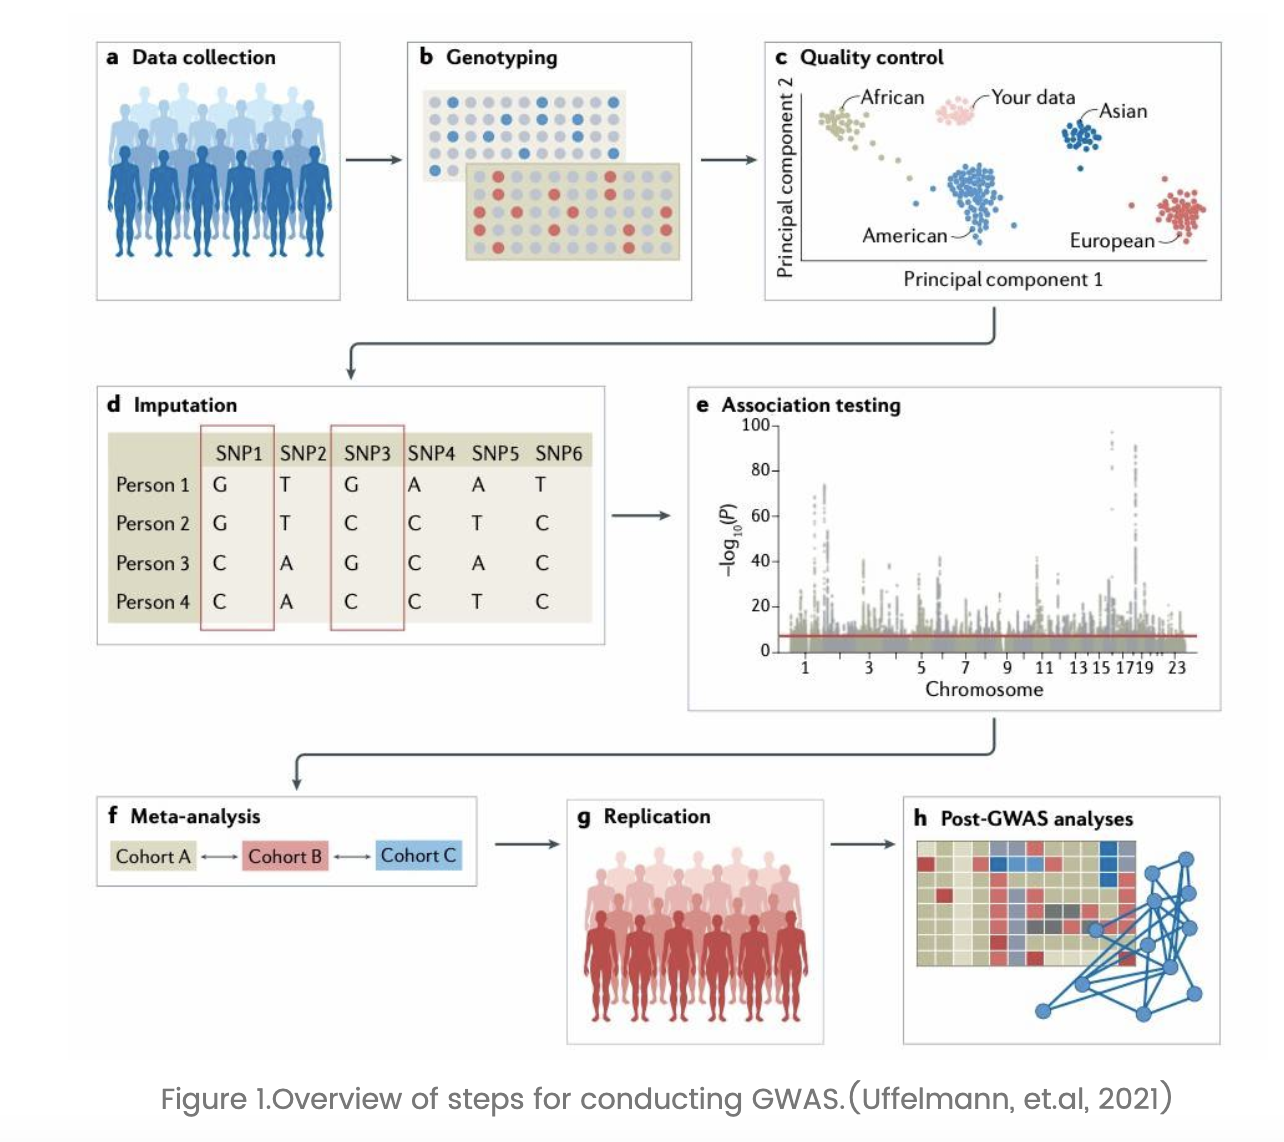 a Data collection
b Genotyping
c Quality control
Principal component 2
African
Your data
Asian
American
European
Principal component 1
d Imputation
SNP1 SNP2 SNP3 SNP4 SNP5 SNP6
Person 1 G T G A A T
Person 2 G T C C T C
Person 3 C A G C A C
Person 4 C A C C T C
e Association testing
–log10(P)
100
80
60
40
20
0
1 3 5 7 9 11 13 15 17 19 23
Chromosome
f Meta-analysis
Cohort A Cohort B Cohort C
g Replication
h Post-GWAS analyses
Figure 1.Overview of steps for conducting GWAS.(Uffelmann, et.al, 2021)